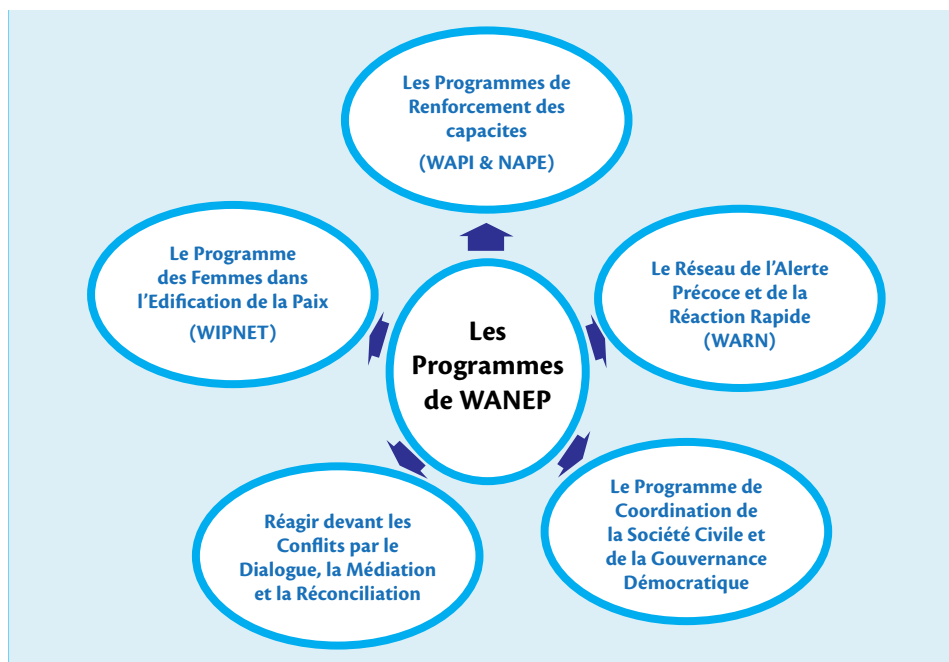 Les Programmes de
Renforcement des
capacites
(WAPI & NAPE)
Le Programme
des Femmes dans
l'Edification de la Paix
(WIPNET)
Le Réseau de l'Alerte
Précoce et de la
Réaction Rapide
(WARN)
Les
Programmes
de WANEP
Réagir devant les
Conflits par le
Dialogue, la Médiation
et la Réconciliation
Le Programme de
Coordination de
la Société Civile et
de la Gouvernance
Démocratique